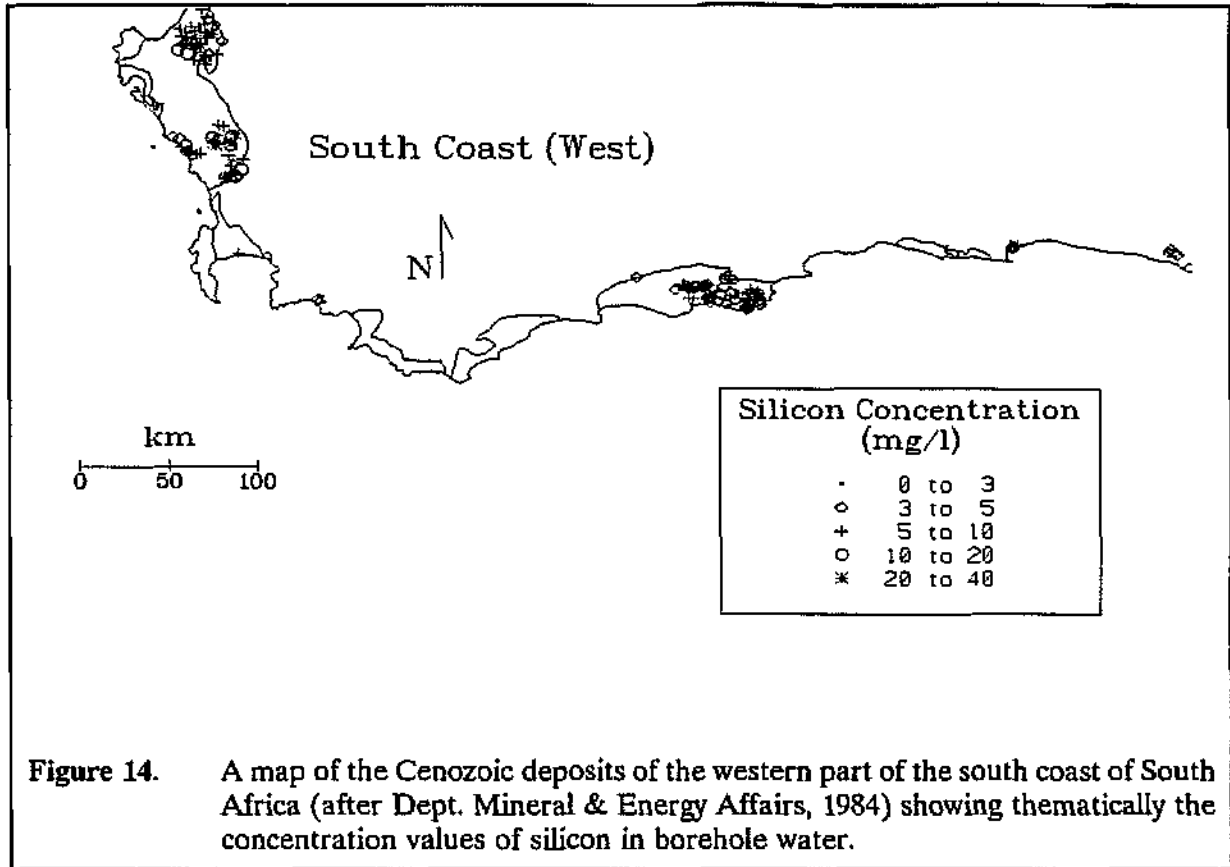 South Coast (West)
N
km
0 50 100
Silicon Concentration
(mg/l)
· 0 to 3
◇ 3 to 5
+ 5 to 10
○ 10 to 20
✳ 20 to 40
Figure 14. A map of the Cenozoic deposits of the western part of the south coast of South
Africa (after Dept. Mineral & Energy Affairs, 1984) showing thematically the
concentration values of silicon in borehole water.